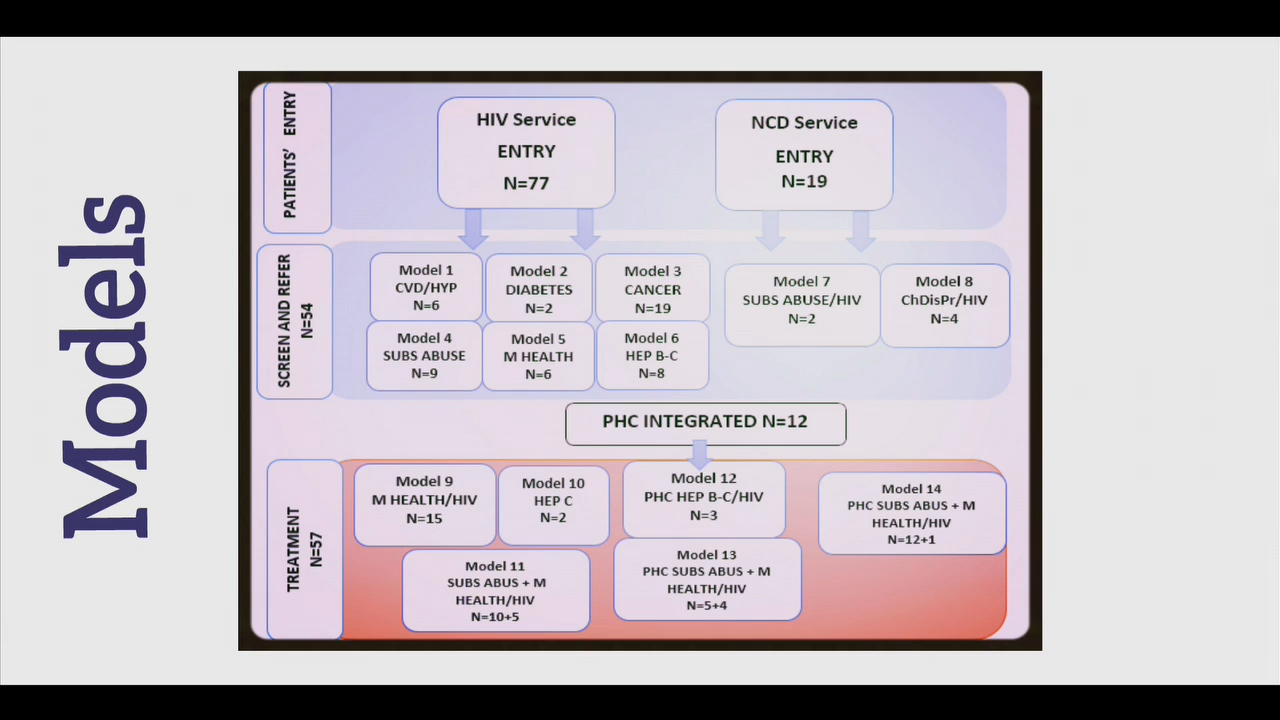 Models
PATIENTS' ENTRY
HIV Service
ENTRY
N=77
NCD Service
ENTRY
N=19
SCREEN AND REFER
N=54
Model 1
CVD/HYP
N=6
Model 2
DIABETES
N=2
Model 3
CANCER
N=19
Model 7
SUBS ABUSE/HIV
N=2
Model 8
ChDisPr/HIV
N=4
Model 4
SUBS ABUSE
N=9
Model 5
M HEALTH
N=6
Model 6
HEP B-C
N=8
PHC INTEGRATED N=12
TREATMENT
N=57
Model 9
M HEALTH/HIV
N=15
Model 10
HEP C
N=2
Model 12
PHC HEP B-C/HIV
N=3
Model 14
PHC SUBS ABUS + M
HEALTH/HIV
N=12+1
Model 11
SUBS ABUS + M
HEALTH/HIV
N=10+5
Model 13
PHC SUBS ABUS + M
HEALTH/HIV
N=5+4